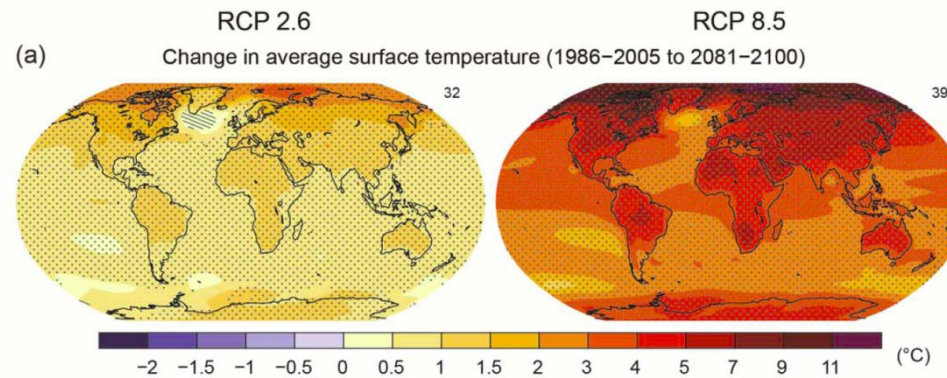 RCP 2.6 RCP 8.5
(a) Change in average surface temperature (1986−2005 to 2081−2100)
32 39
−2 −1.5 −1 −0.5 0 0.5 1 1.5 2 3 4 5 7 9 11 (°C)